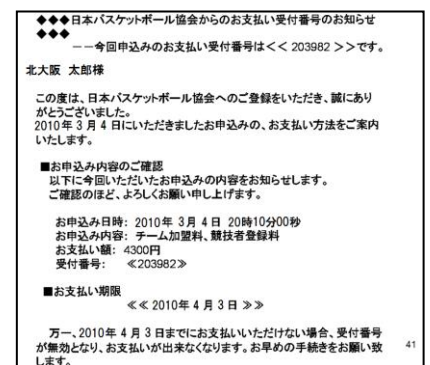 ◆◆◆日本バスケットボール協会からのお支払い受付番号のお知らせ
◆◆◆
――今回申込みのお支払い受付番号は<< 203982 >>です。
北大阪 太郎様
この度は、日本バスケットボール協会へのご登録をいただき、誠にあり
がとうございました。
2010年 3 月 4 日にいただきましたお申込みの、お支払い方法をご案内
いたします。
■お申込み内容のご確認
以下に今回いただいたお申込みの内容をお知らせします。
ご確認のほど、よろしくお願い申し上げます。
お申込み日時: 2010年 3月 4日 20時10分00秒
お申込み内容: チーム加盟料、競技者登録料
お支払い額: 4300円
受付番号: ≪203982≫
■お支払い期限
≪≪ 2010年 4 月 3 日 ≫≫
万一、2010年 4 月 3 日までにお支払いいただけない場合、受付番号
が無効となり、お支払いが出来なくなります。お早めの手続きをお願い致
します。
41